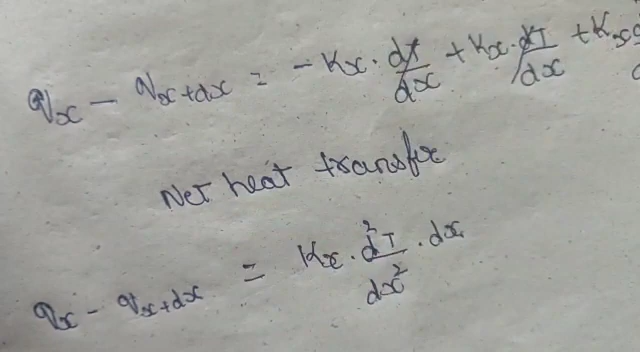 qx - qx+dx = - Kx · dT/dx + Kx · dT/dx + Kx
Net heat transfer
qx - qx+dx = Kx · d²T/dx² · dx